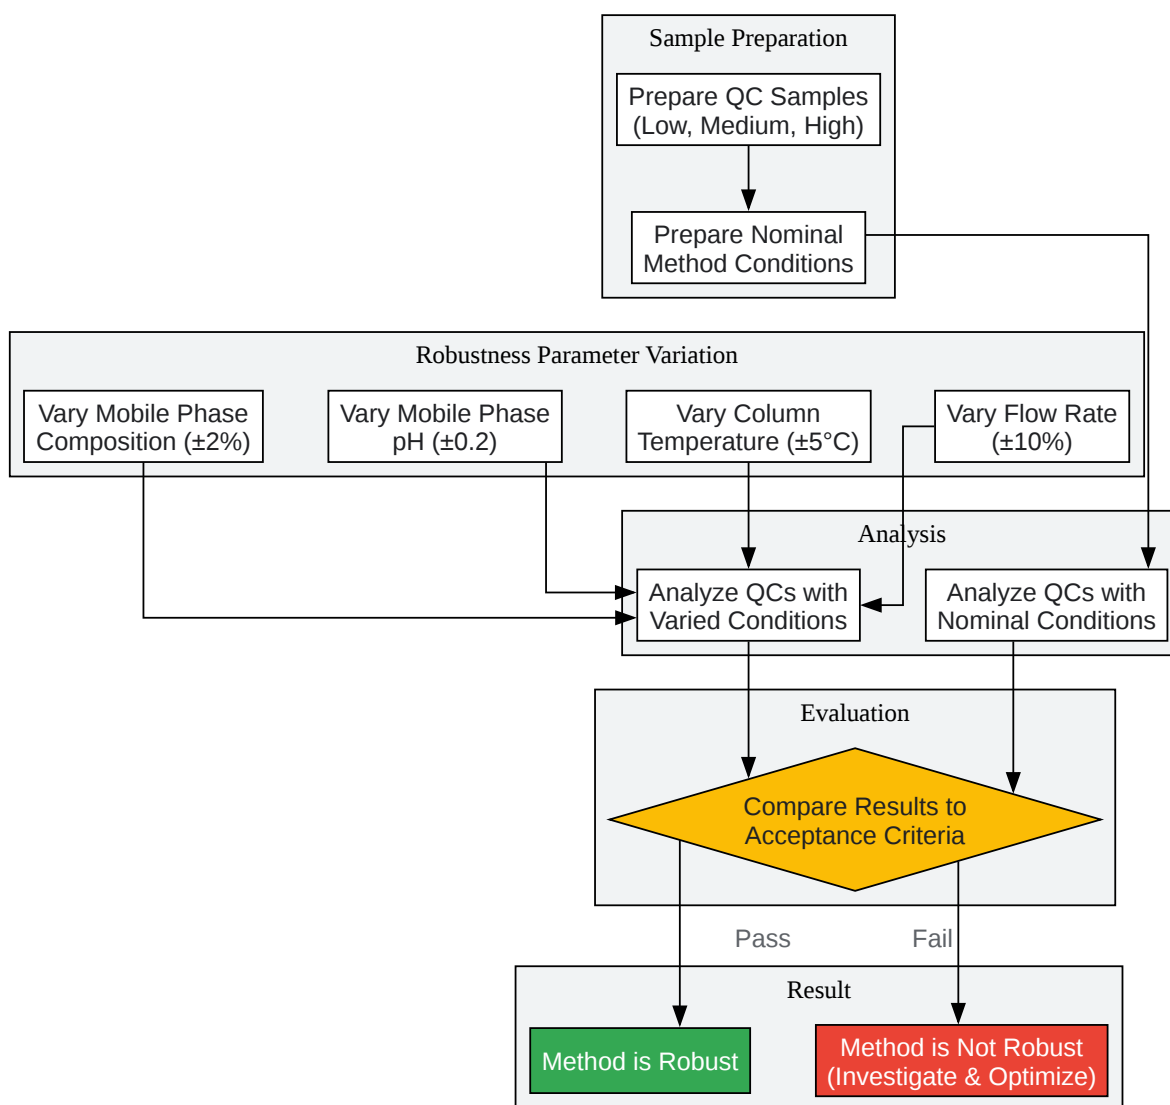 Sample Preparation
Prepare QC Samples
(Low, Medium, High)
Prepare Nominal
Method Conditions
Robustness Parameter Variation
Vary Mobile Phase
Composition (±2%)
Vary Mobile Phase
pH (±0.2)
Vary Column
Temperature (±5°C)
Vary Flow Rate
(±10%)
Analysis
Analyze QCs with
Varied Conditions
Analyze QCs with
Nominal Conditions
Evaluation
Compare Results to
Acceptance Criteria
Pass
Fail
Result
Method is Robust
Method is Not Robust
(Investigate & Optimize)